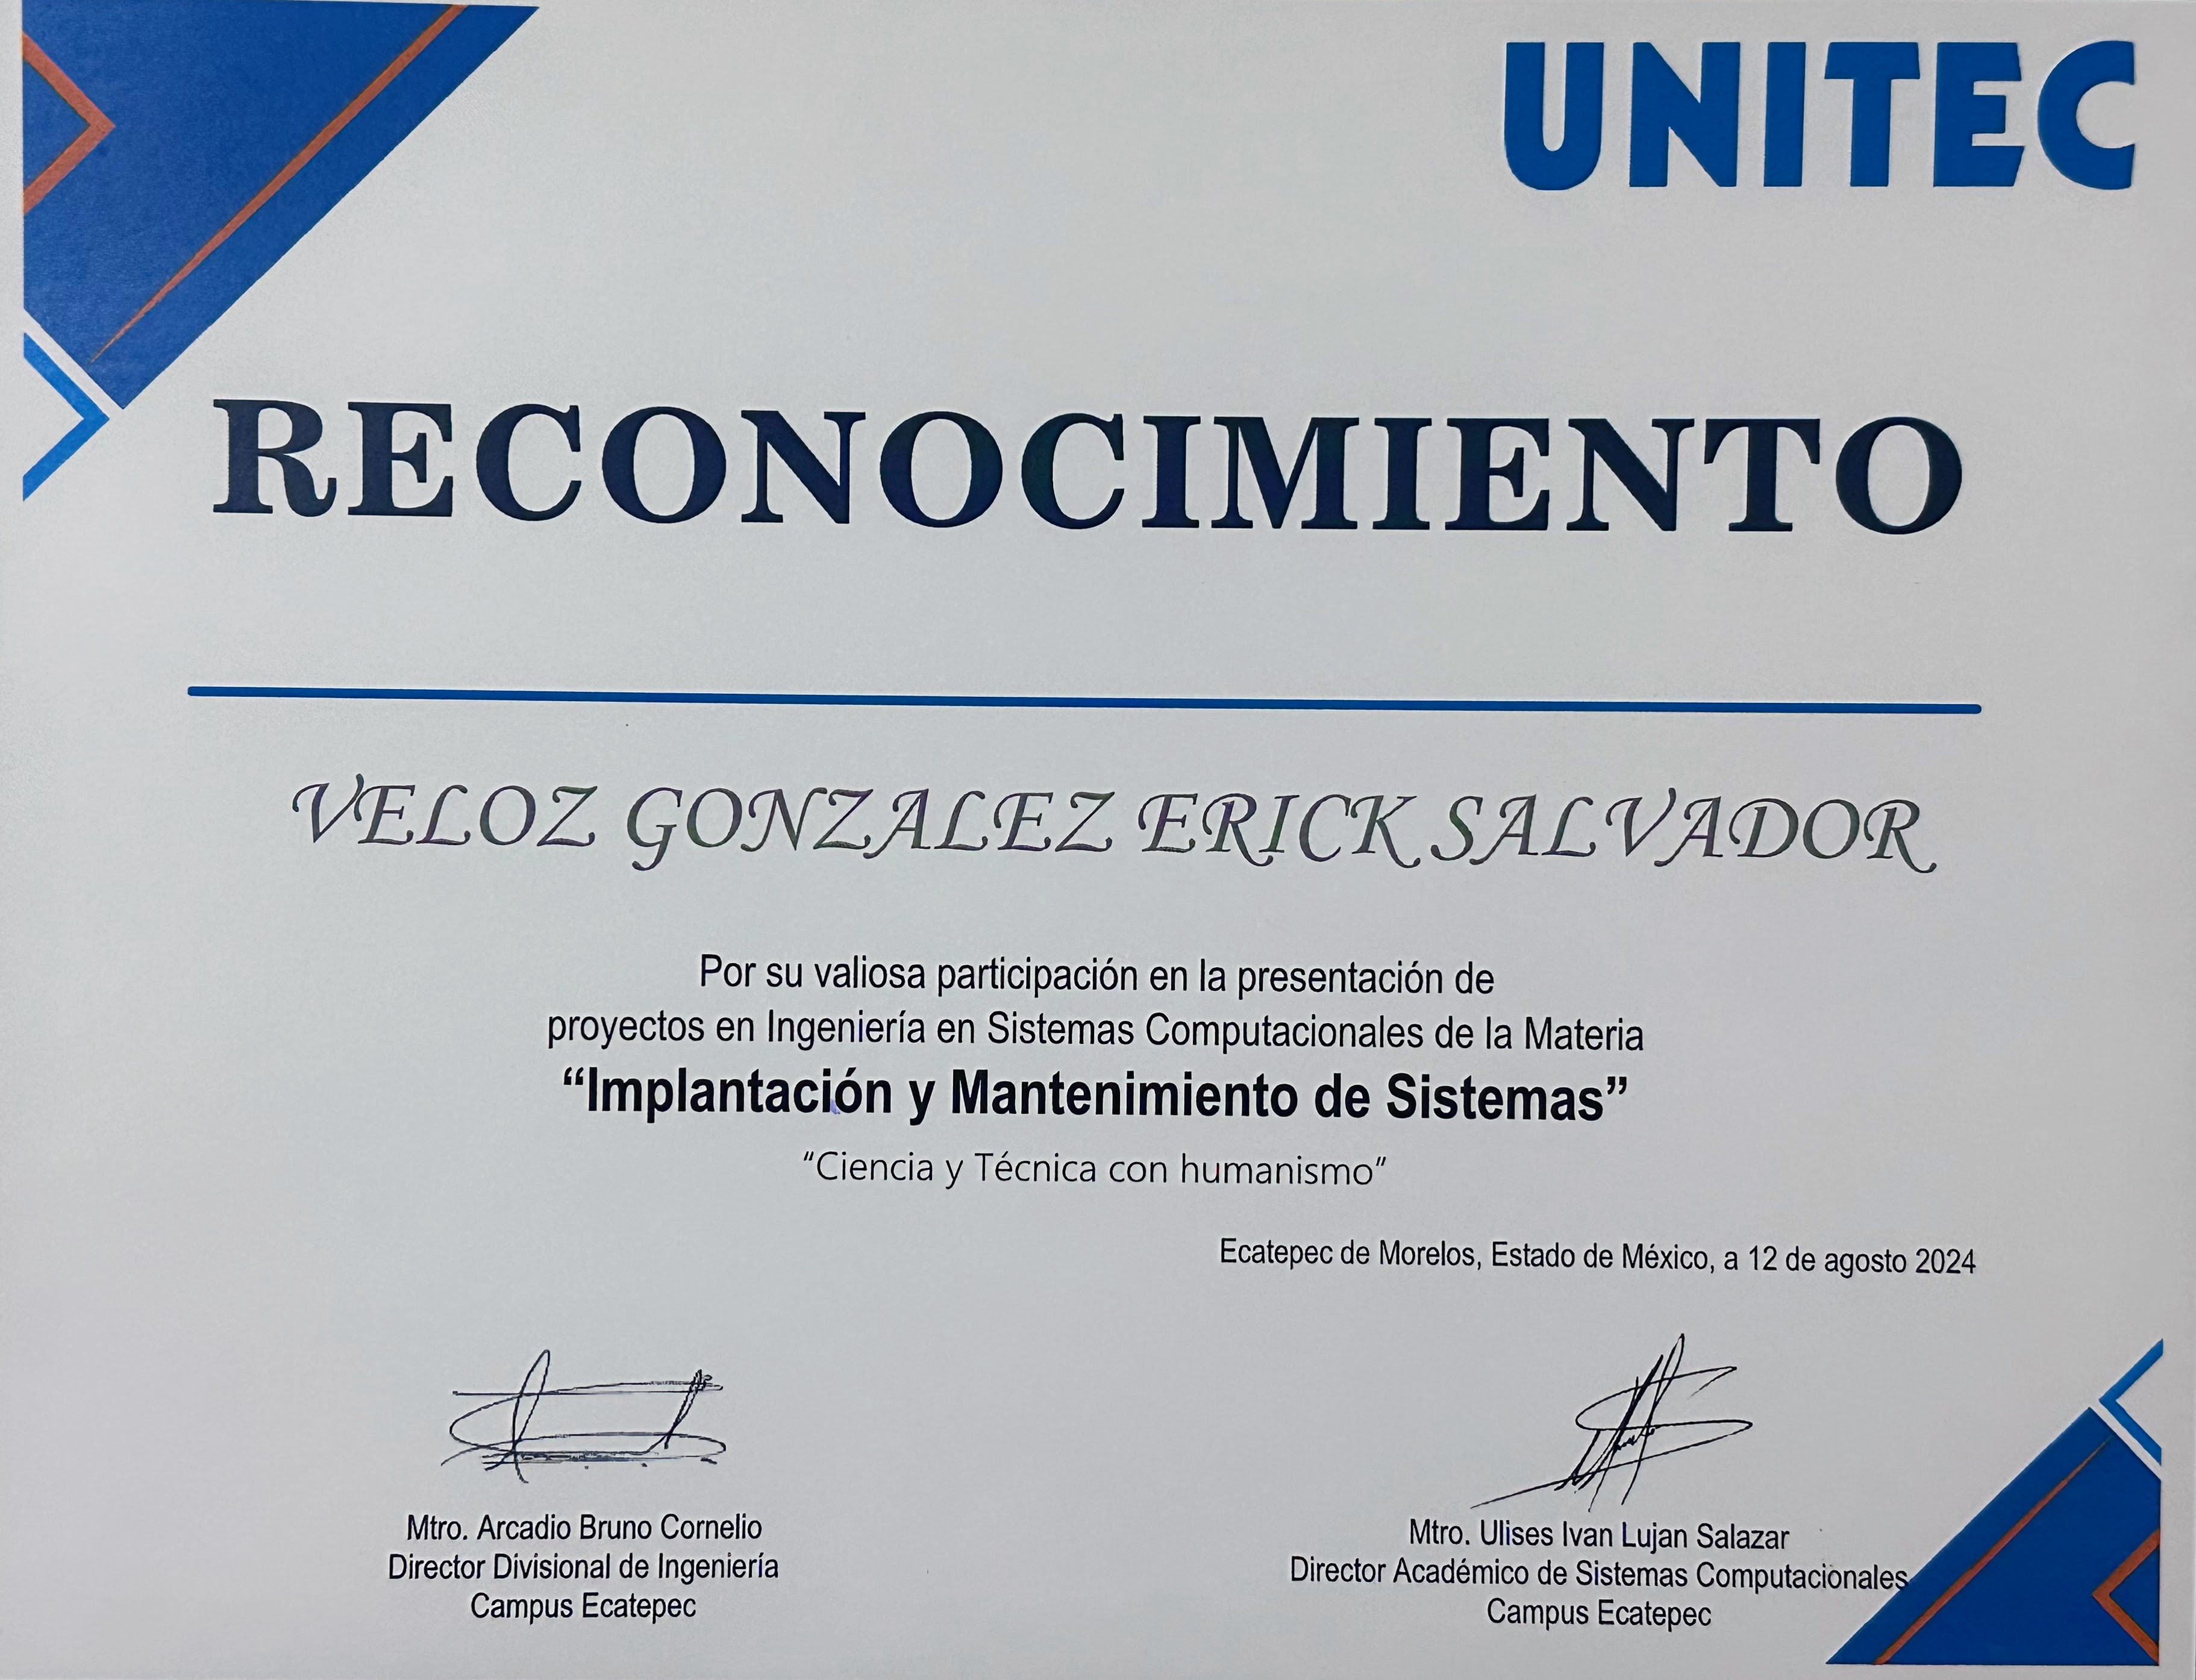 UNITEC
RECONOCIMIENTO
VELOZ GONZALEZ ERICK SALVADOR
Por su valiosa participación en la presentación de
proyectos en Ingeniería en Sistemas Computacionales de la Materia
“Implantación y Mantenimiento de Sistemas”
“Ciencia y Técnica con humanismo”
Ecatepec de Morelos, Estado de México, a 12 de agosto 2024
Mtro. Arcadio Bruno Cornelio
Director Divisional de Ingeniería
Campus Ecatepec
Mtro. Ulises Ivan Lujan Salazar
Director Académico de Sistemas Computacionales
Campus Ecatepec